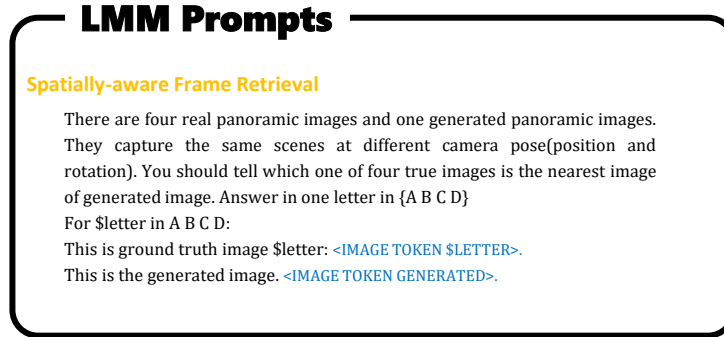 LMM Prompts
Spatially-aware Frame Retrieval
There are four real panoramic images and one generated panoramic images.
They capture the same scenes at different camera pose(position and
rotation). You should tell which one of four true images is the nearest image
of generated image. Answer in one letter in {A B C D}
For $letter in A B C D:
This is ground truth image $letter: <IMAGE TOKEN $LETTER>.
This is the generated image. <IMAGE TOKEN GENERATED>.